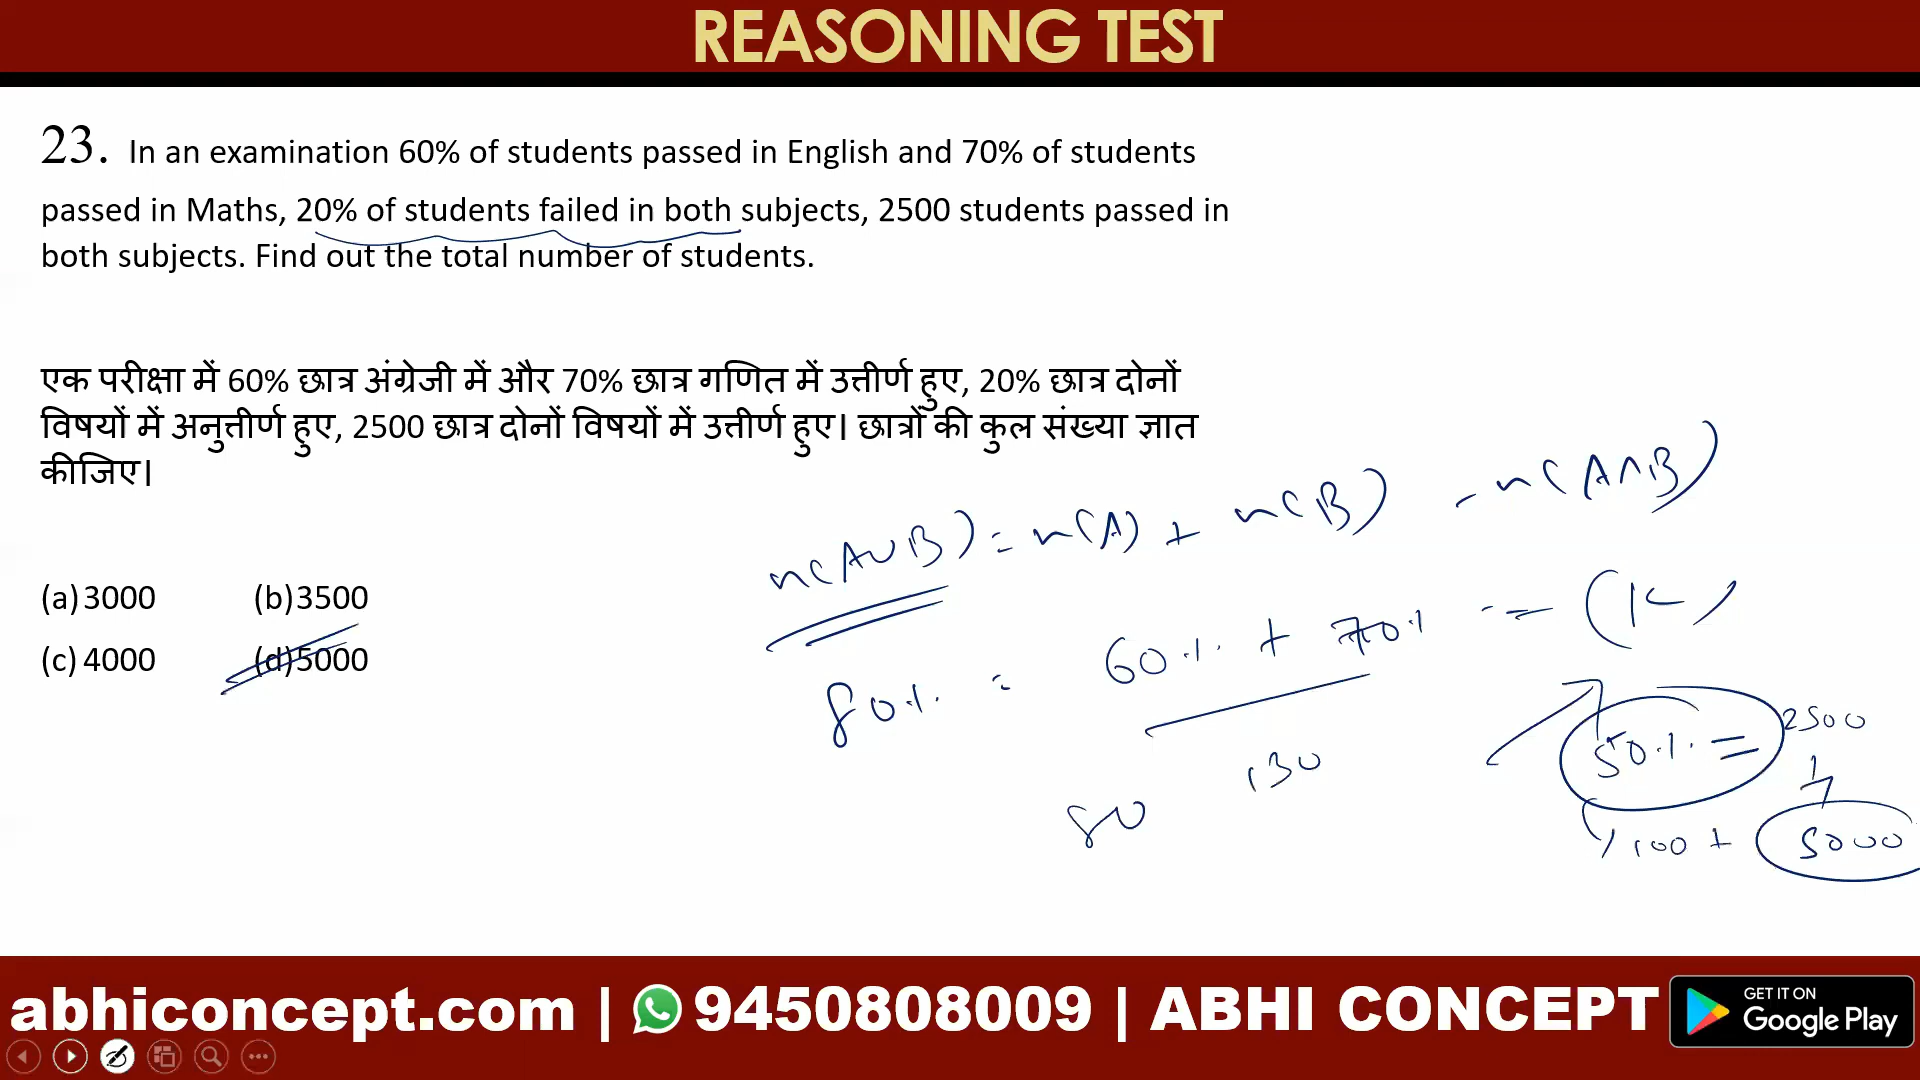 REASONING TEST
23. In an examination 60% of students passed in English and 70% of students
passed in Maths, 20% of students failed in both subjects, 2500 students passed in
both subjects. Find out the total number of students.
एक परीक्षा में 60% छात्र अंग्रेजी में और 70% छात्र गणित में उत्तीर्ण हुए, 20% छात्र दोनों
विषयों में अनुत्तीर्ण हुए, 2500 छात्र दोनों विषयों में उत्तीर्ण हुए। छात्रों की कुल संख्या ज्ञात
कीजिए।
(a) 3000 (b) 3500
(c) 4000 (d) 5000
n(A∪B) = n(A) + n(B) - n(A∩B)
80% = 60% + 70% -
80 130
50% = 2500
100 5000
abhiconcept.com | 9450808009 | ABHI CONCEPT
GET IT ON
Google Play